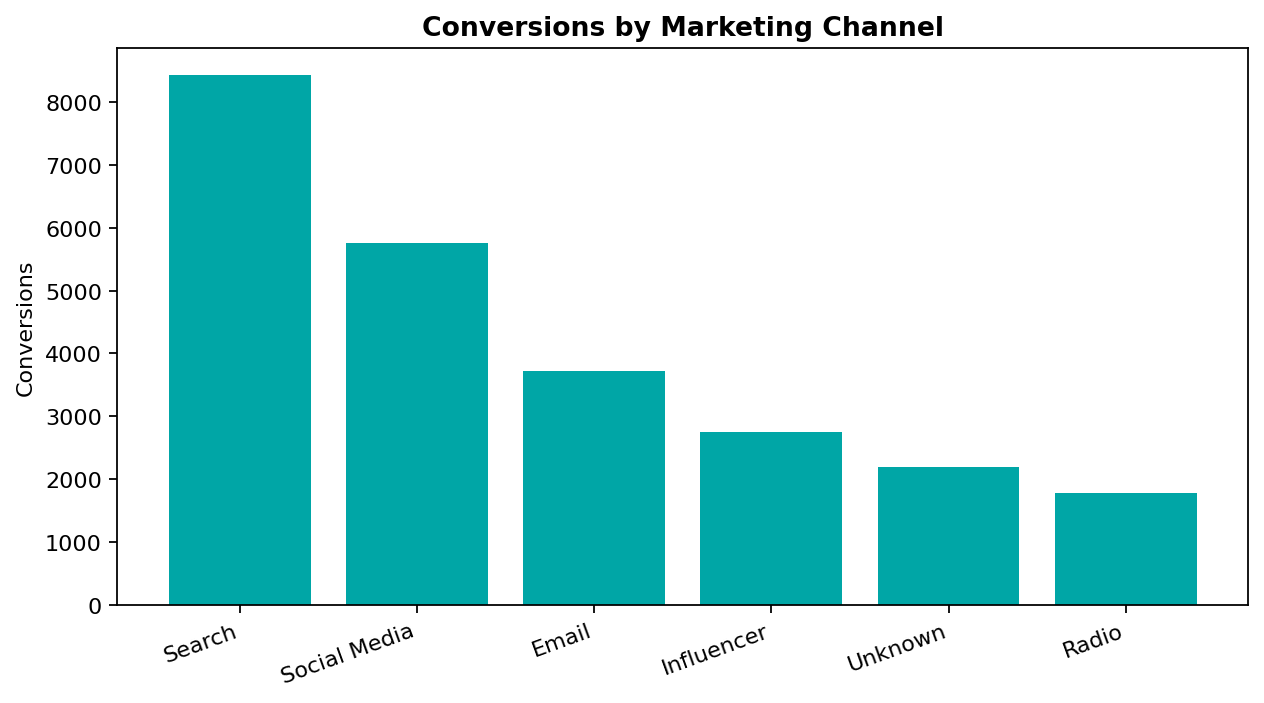 Conversions by Marketing Channel
Conversions
8000
7000
6000
5000
4000
3000
2000
1000
0
Search
Social Media
Email
Influencer
Unknown
Radio